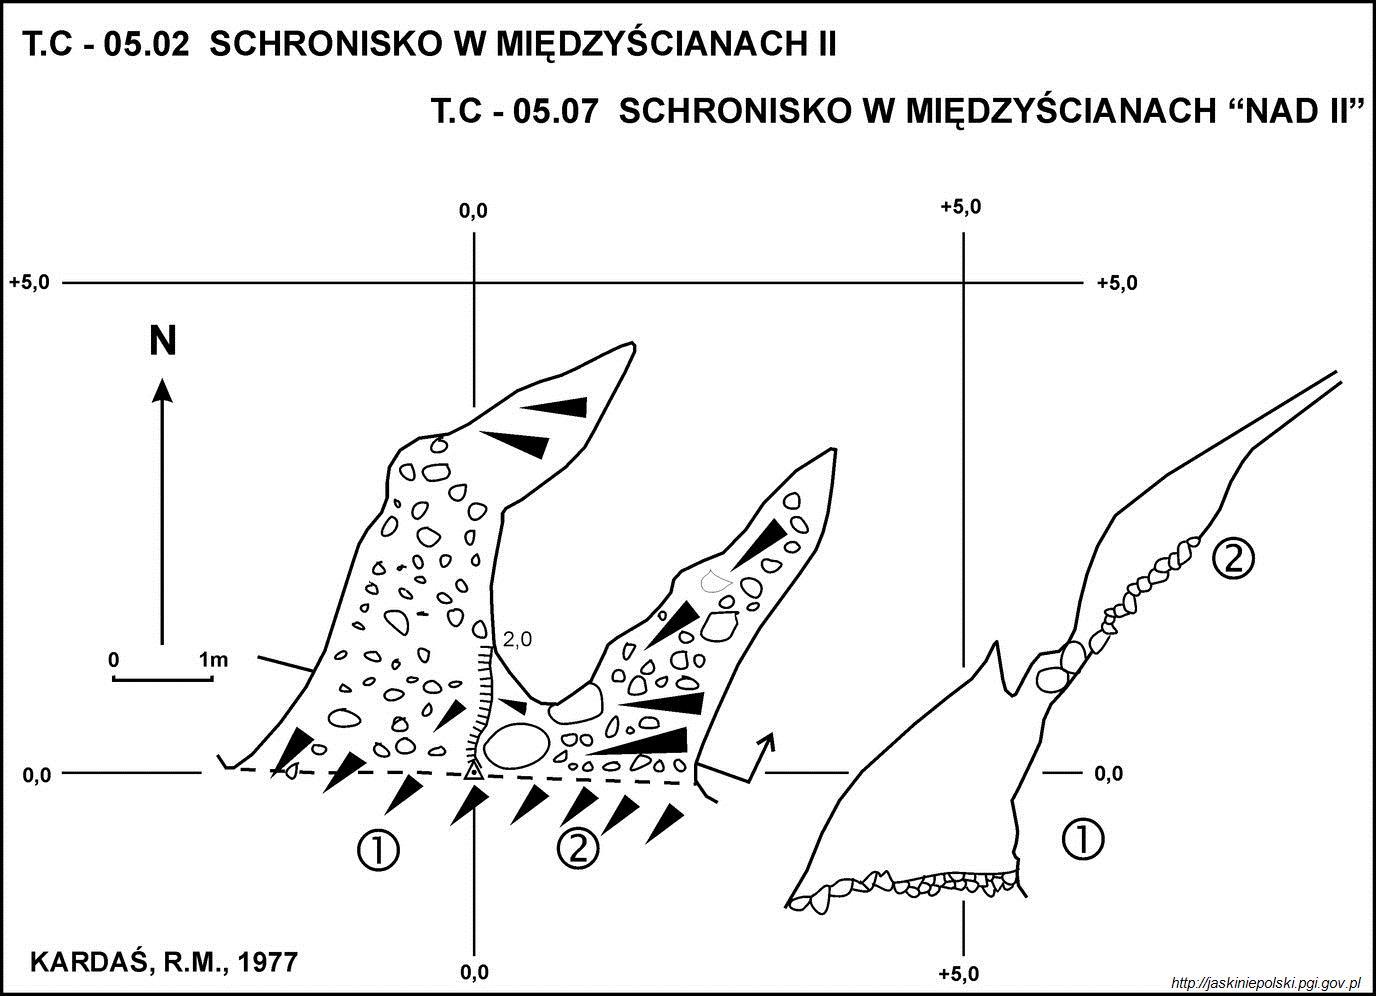 T.C - 05.02 SCHRONISKO W MIĘDZYŚCIANACH II
T.C - 05.07 SCHRONISKO W MIĘDZYŚCIANACH “NAD II”
0,0
+5,0
+5,0
+5,0
N
2
2,0
0
1m
0,0
0,0
1
2
1
KARDAŚ, R.M., 1977
0,0
+5,0
http://jaskiniepolski.pgi.gov.pl